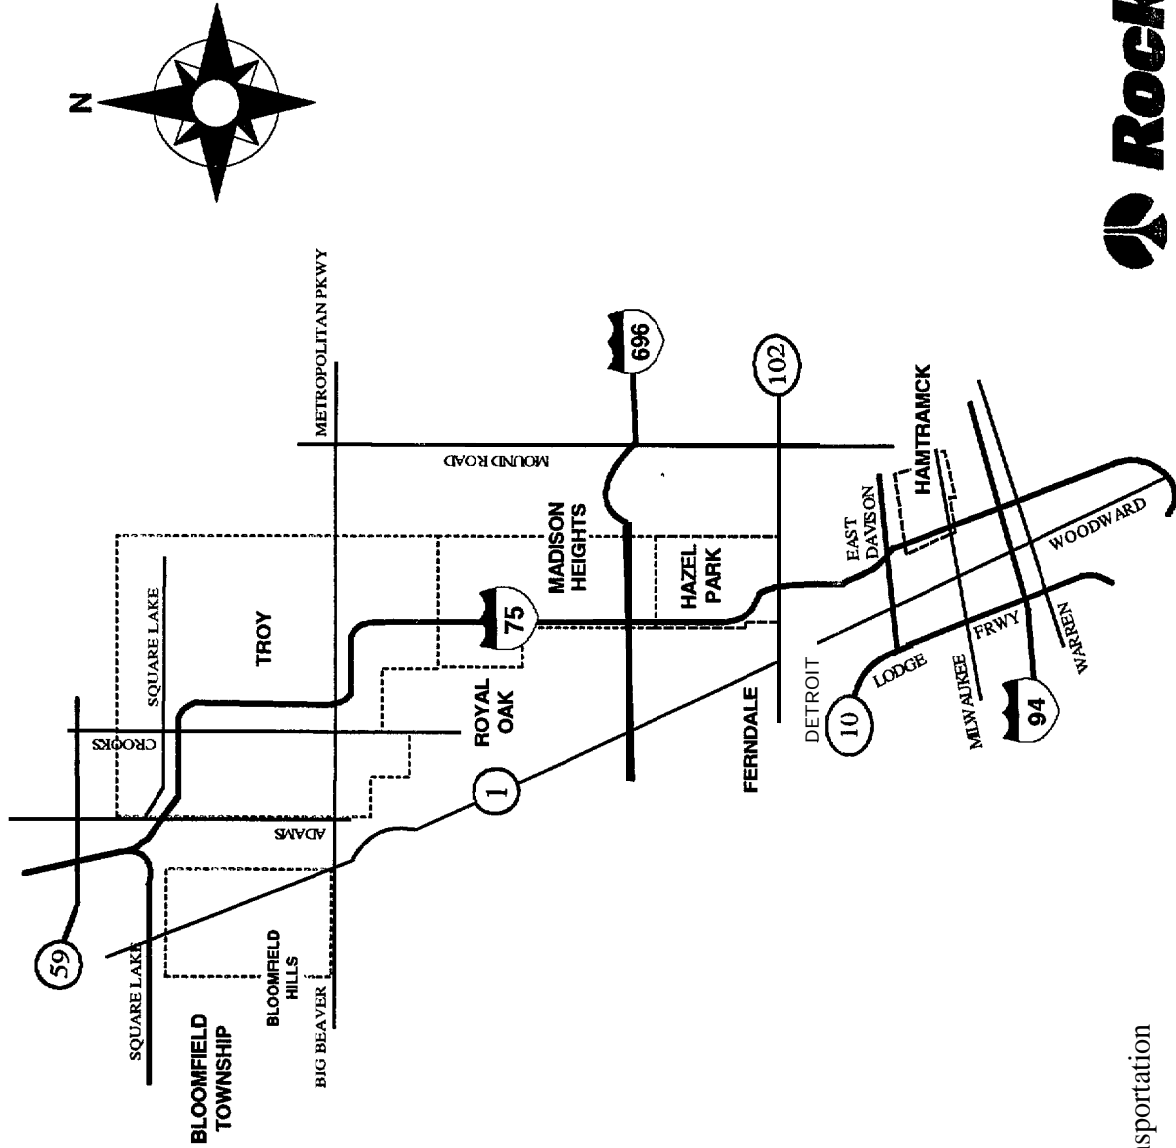 N
METROPOLITAN PKWY
696
102
MOUND ROAD
HAMTRAMCK
MADISON
HEIGHTS
EAST
DAVISON
WOODWARD
HAZEL
PARK
SQUARE LAKE
TROY
75
FRWY
WARREN
CROOKS
ROYAL
OAK
DETROIT
LODGE
MILWAUKEE
94
FERNDALE
10
1
ADAMS
59
SQUARE LAKE
BLOOMFIELD
HILLS
BIG BEAVER
BLOOMFIELD
TOWNSHIP